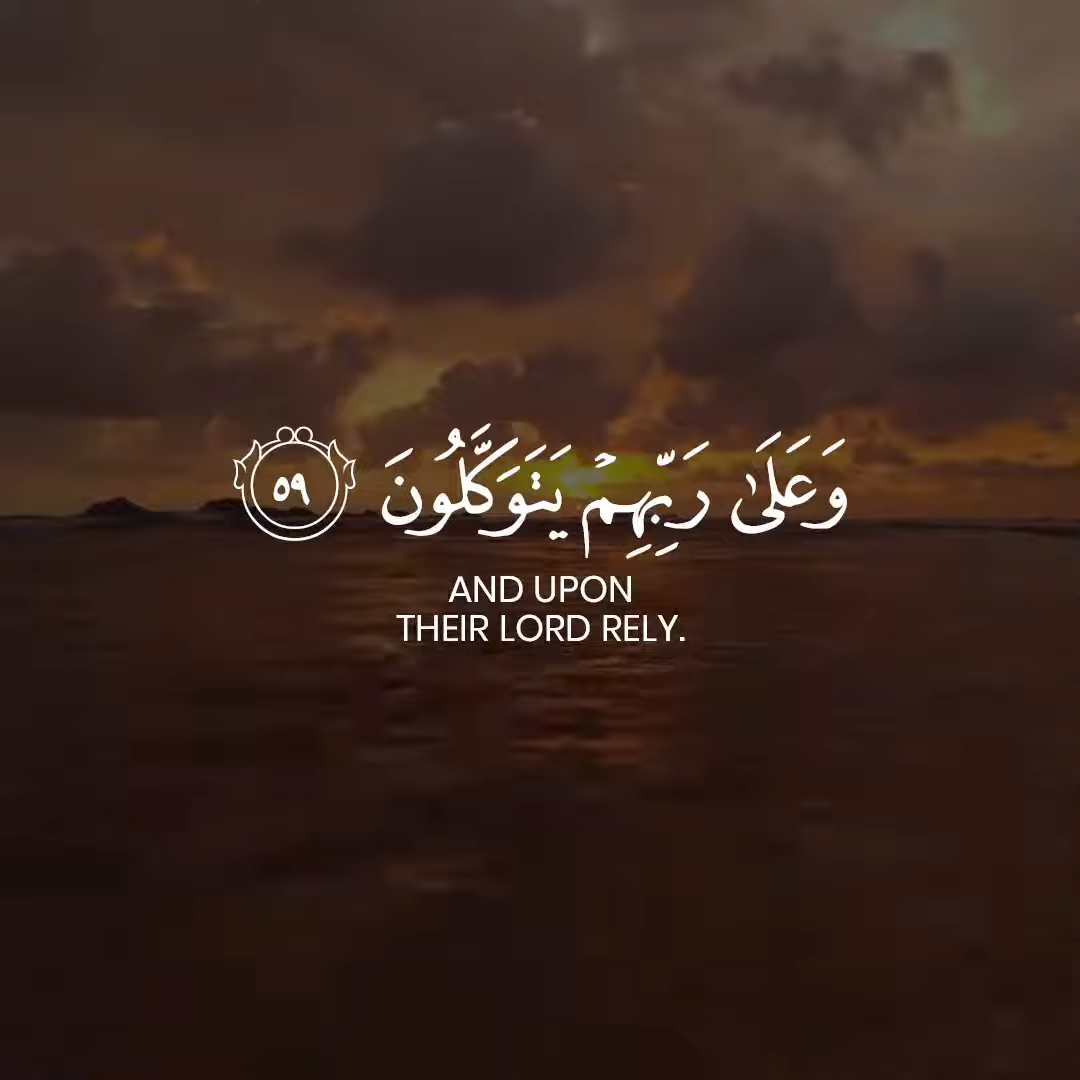 وَعَلَىٰ رَبِّهِمْ يَتَوَكَّلُونَ ٥٩
AND UPON
THEIR LORD RELY.